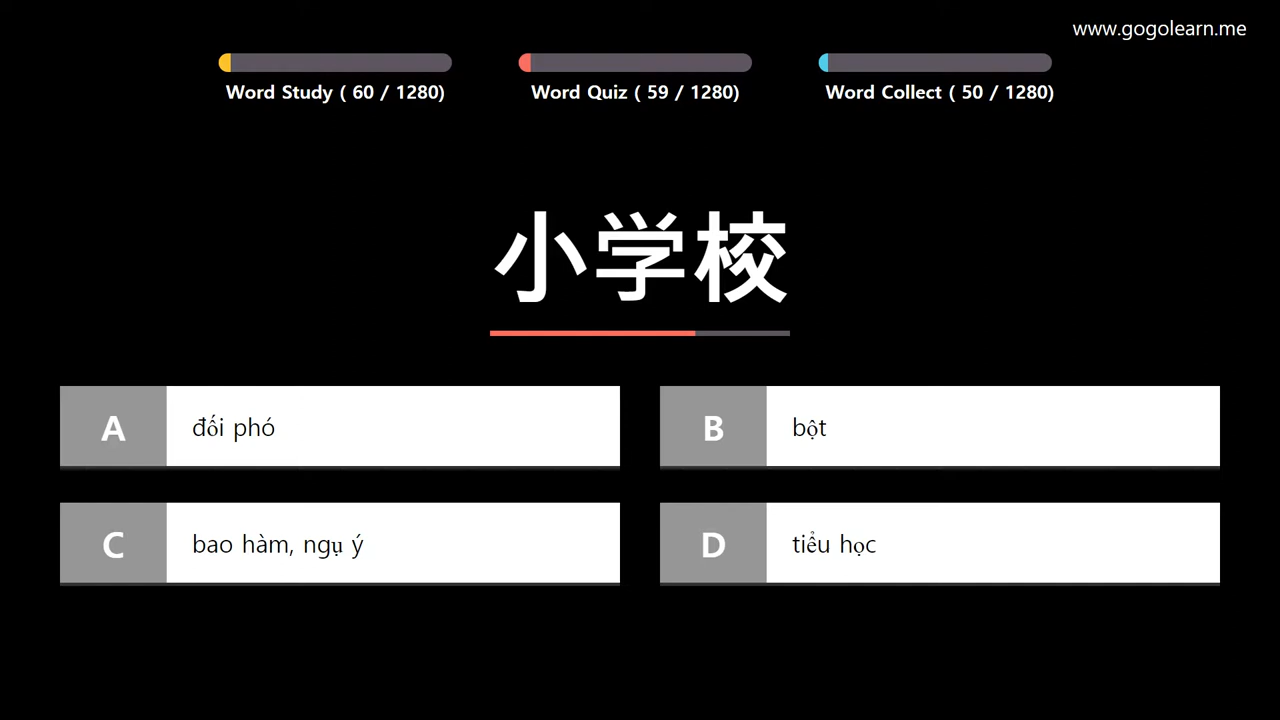 www.gogolearn.me
Word Study ( 60 / 1280)
Word Quiz ( 59 / 1280)
Word Collect ( 50 / 1280)
小学校
A đối phó
B bột
C bao hàm, ngụ ý
D tiểu học